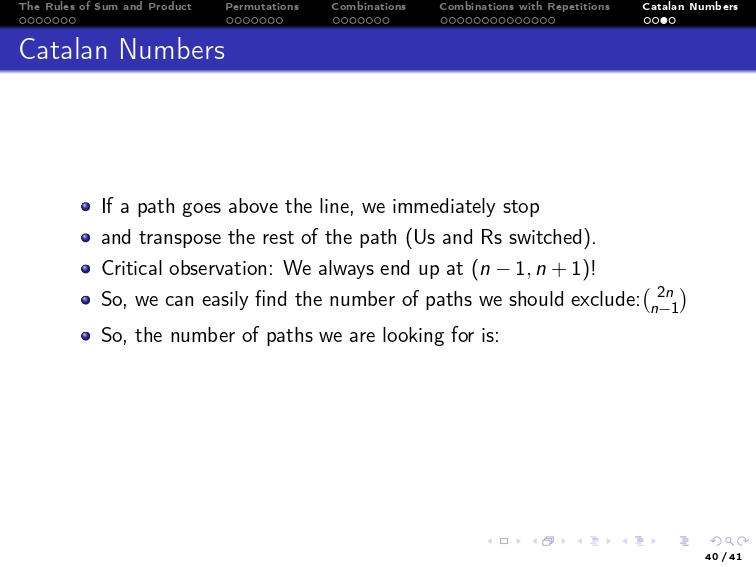 The Rules of Sum and Product Permutations Combinations Combinations with Repetitions Catalan Numbers
Catalan Numbers
If a path goes above the line, we immediately stop
and transpose the rest of the path (Us and Rs switched).
Critical observation: We always end up at (n − 1, n + 1)!
So, we can easily find the number of paths we should exclude: \binom{2n}{n−1}
So, the number of paths we are looking for is:
40 / 41